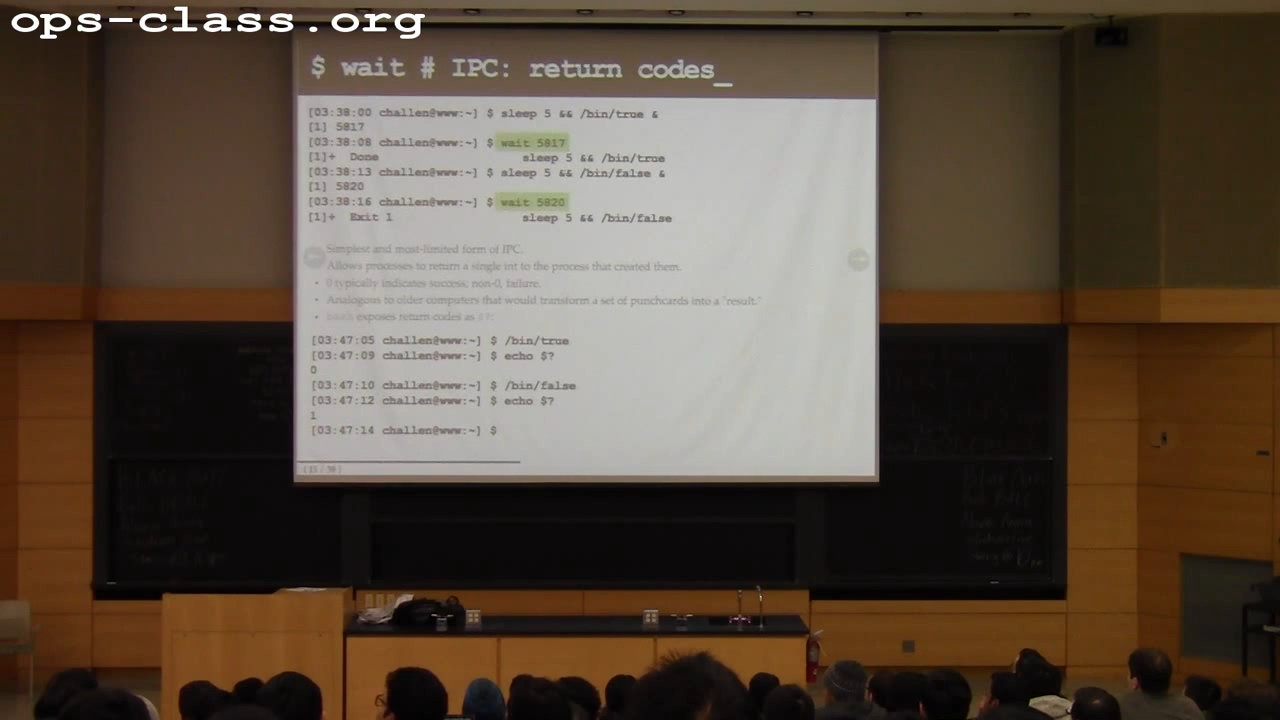 ops-class.org
$ wait # IPC: return codes_
[03:38:00 challen@www:~] $ sleep 5 && /bin/true &
[1] 5817
[03:38:08 challen@www:~] $ wait 5817
[1]+  Done                    sleep 5 && /bin/true
[03:38:13 challen@www:~] $ sleep 5 && /bin/false &
[1] 5820
[03:38:16 challen@www:~] $ wait 5820
[1]+  Exit 1                  sleep 5 && /bin/false
Simplest and most-limited form of IPC.
Allows processes to return a single int to the process that created them.
• 0 typically indicates success, non-0, failure.
• Analogous to older computers that would transform a set of punchcards into a "result."
• bash exposes return codes as $?:
[03:47:05 challen@www:~] $ /bin/true
[03:47:09 challen@www:~] $ echo $?
0
[03:47:10 challen@www:~] $ /bin/false
[03:47:12 challen@www:~] $ echo $?
1
[03:47:14 challen@www:~] $